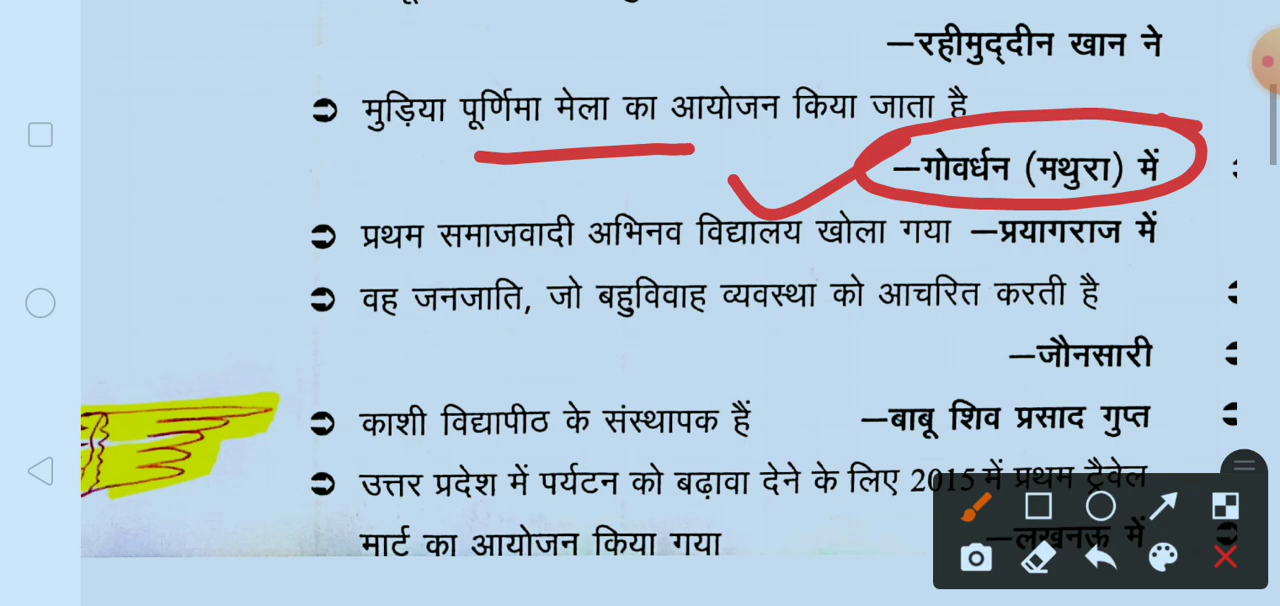 —रहीमुद्दीन खान ने
मुड़िया पूर्णिमा मेला का आयोजन किया जाता है
—गोवर्धन (मथुरा) में
प्रथम समाजवादी अभिनव विद्यालय खोला गया —प्रयागराज में
वह जनजाति, जो बहुविवाह व्यवस्था को आचरित करती है
—जौनसारी
काशी विद्यापीठ के संस्थापक हैं —बाबू शिव प्रसाद गुप्त
उत्तर प्रदेश में पर्यटन को बढ़ावा देने के लिए 2015 में प्रथम ट्रैवेल
मार्ट का आयोजन किया गया —लखनऊ में